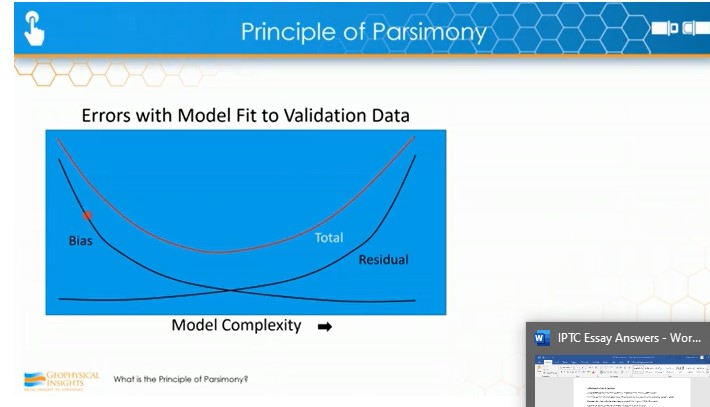 Principle of Parsimony
Errors with Model Fit to Validation Data
Bias
Total
Residual
Model Complexity
GEOPHYSICAL
INSIGHTS
What is the Principle of Parsimony?
W
IPTC Essay Answers - Wor...